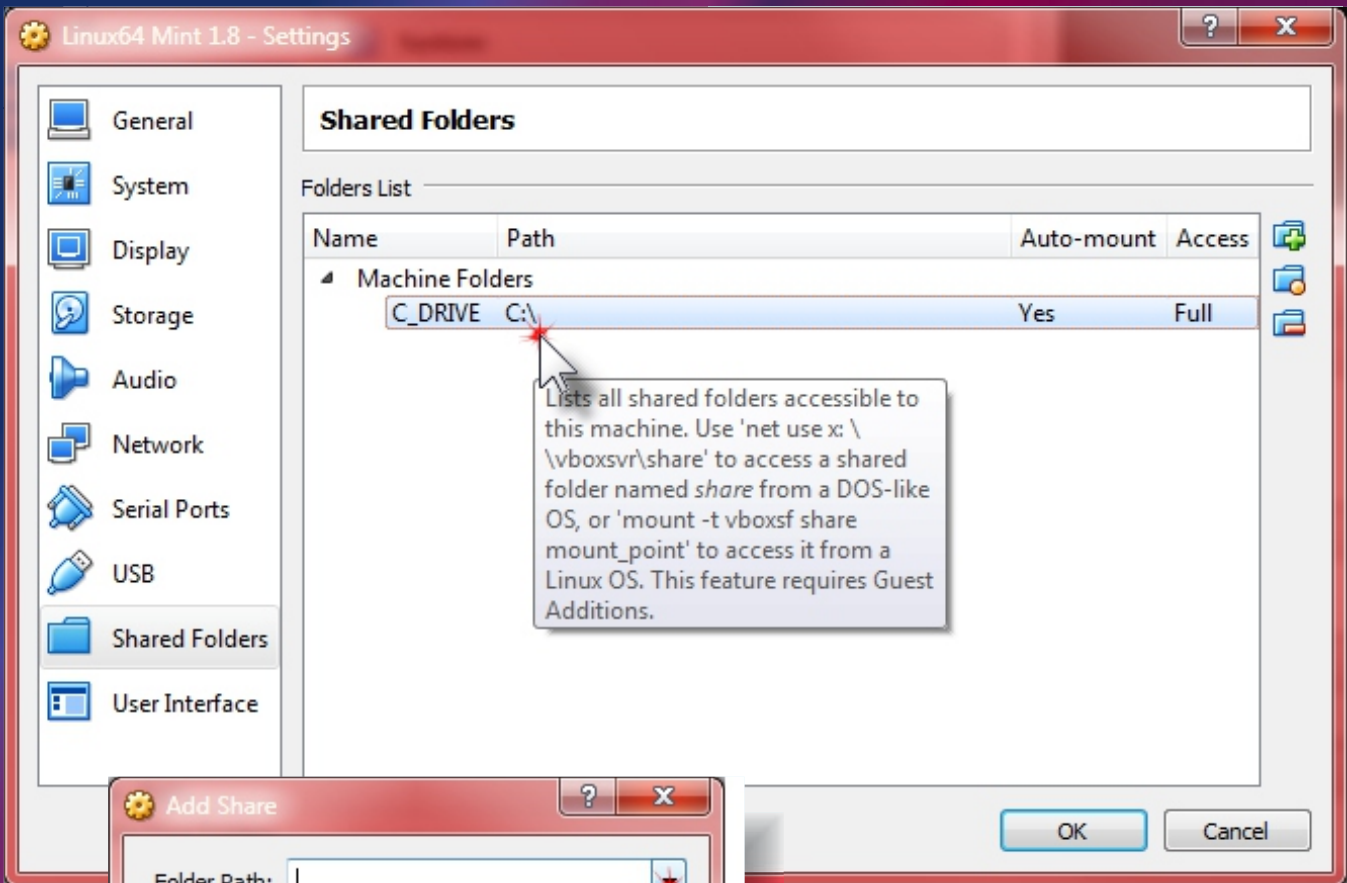 Linux64 Mint 1.8 - Settings
General
System
Display
Storage
Audio
Network
Serial Ports
USB
Shared Folders
User Interface
Shared Folders
Folders List
Name Path Auto-mount Access
Machine Folders
C_DRIVE C:\ Yes Full
Lists all shared folders accessible to
this machine. Use 'net use x: \
\vboxsvr\share' to access a shared
folder named share from a DOS-like
OS, or 'mount -t vboxsf share
mount_point' to access it from a
Linux OS. This feature requires Guest
Additions.
OK Cancel
Add Share
Folder Path: